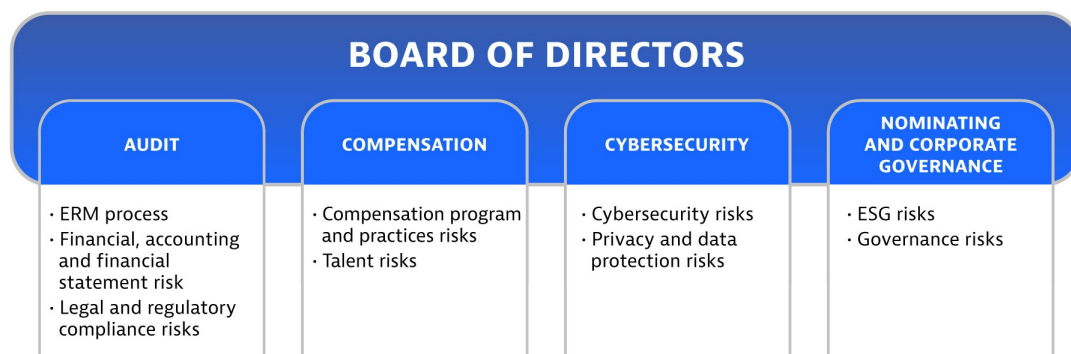 BOARD OF DIRECTORS
AUDIT
· ERM process
· Financial, accounting
and financial
statement risk
· Legal and regulatory
compliance risks
COMPENSATION
· Compensation program
and practices risks
· Talent risks
CYBERSECURITY
· Cybersecurity risks
· Privacy and data
protection risks
NOMINATING
AND CORPORATE
GOVERNANCE
· ESG risks
· Governance risks